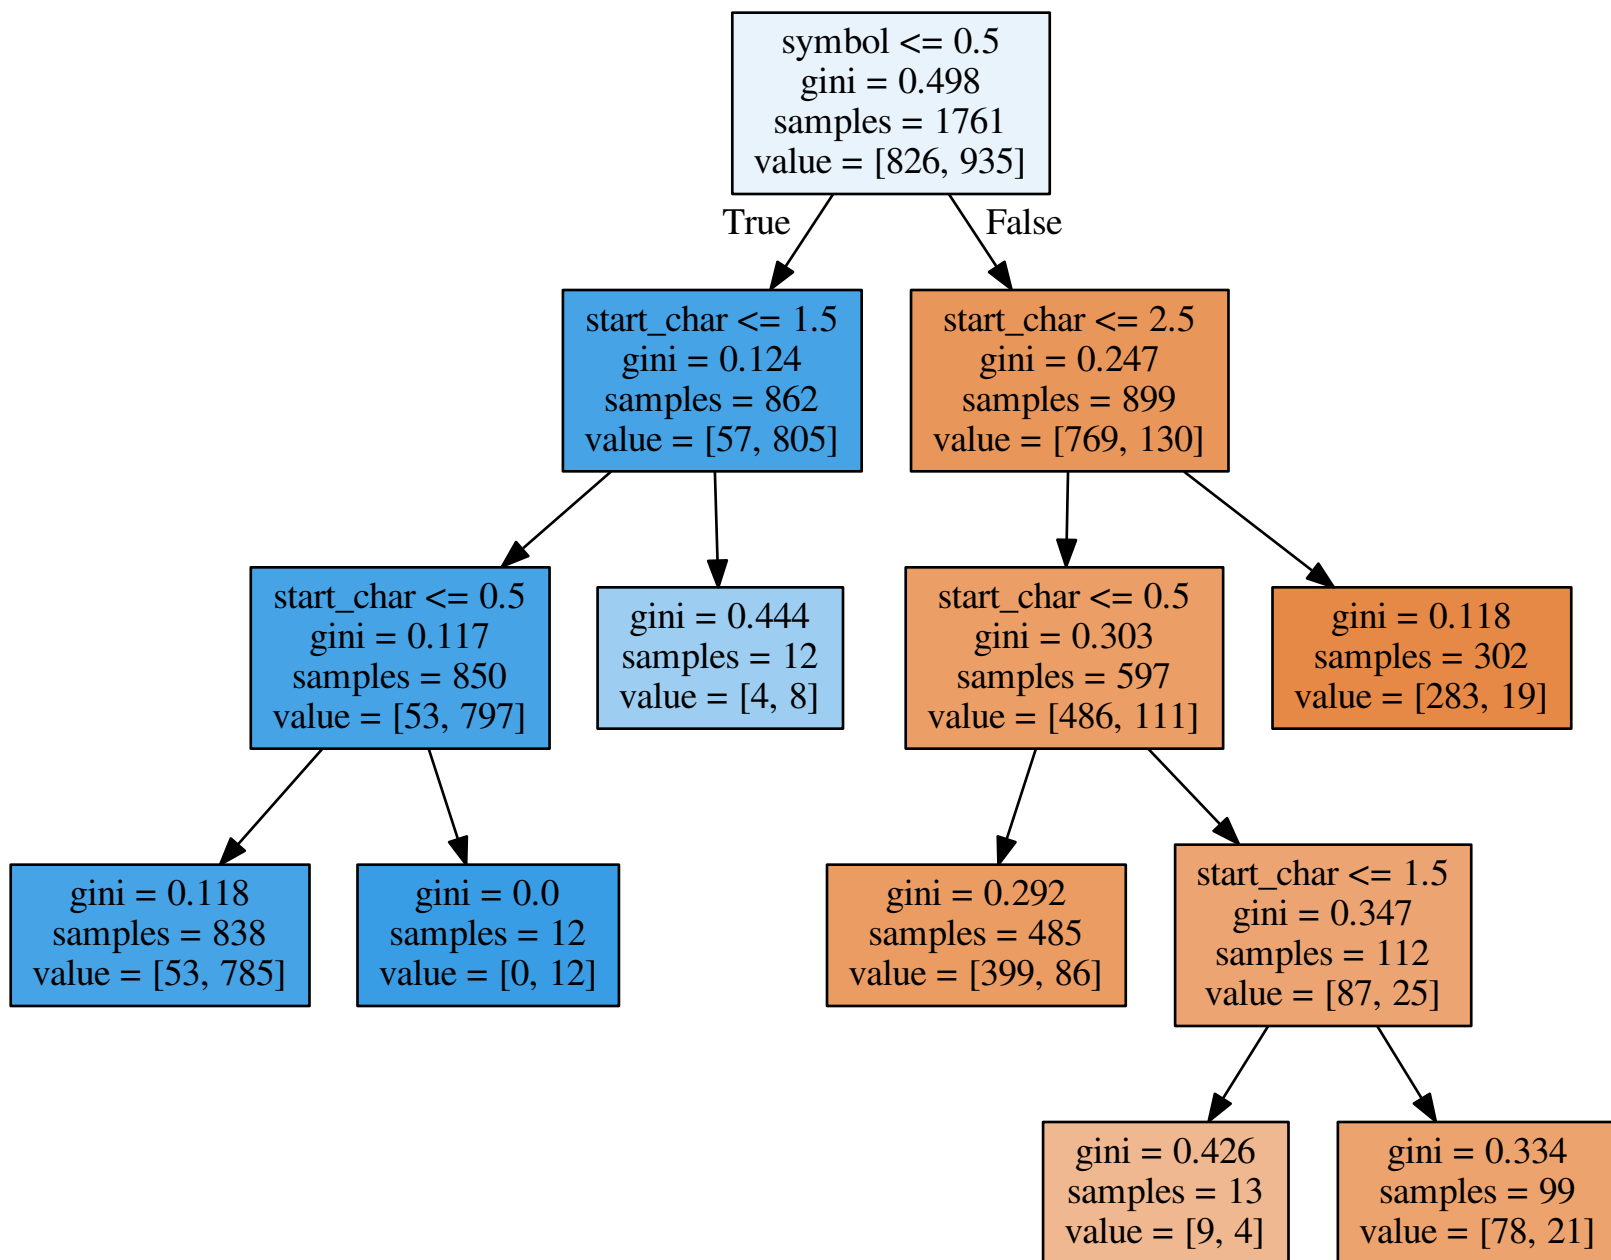 symbol <= 0.5
gini = 0.498
samples = 1761
value = [826, 935]
True
False
start_char <= 1.5
gini = 0.124
samples = 862
value = [57, 805]
start_char <= 2.5
gini = 0.247
samples = 899
value = [769, 130]
start_char <= 0.5
gini = 0.117
samples = 850
value = [53, 797]
gini = 0.444
samples = 12
value = [4, 8]
start_char <= 0.5
gini = 0.303
samples = 597
value = [486, 111]
gini = 0.118
samples = 302
value = [283, 19]
gini = 0.118
samples = 838
value = [53, 785]
gini = 0.0
samples = 12
value = [0, 12]
gini = 0.292
samples = 485
value = [399, 86]
start_char <= 1.5
gini = 0.347
samples = 112
value = [87, 25]
gini = 0.426
samples = 13
value = [9, 4]
gini = 0.334
samples = 99
value = [78, 21]